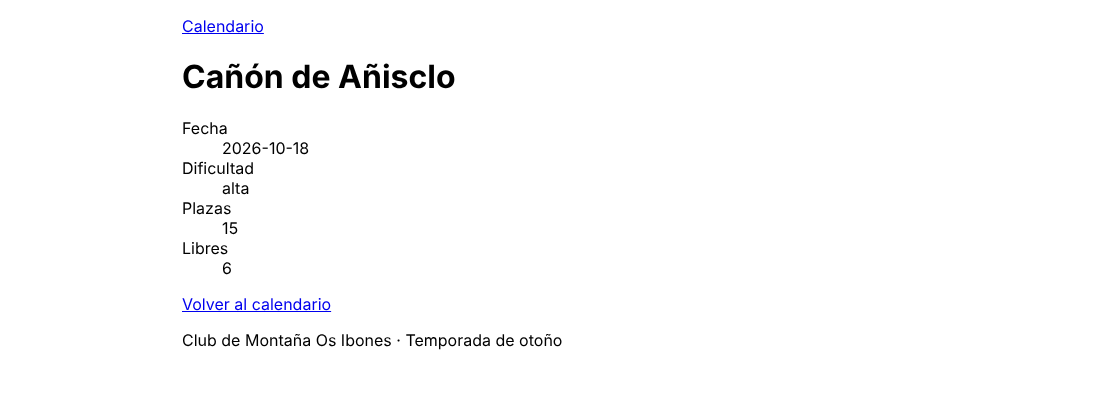 Calendario
Cañón de Añisclo
Fecha
2026-10-18
Dificultad
alta
Plazas
15
Libres
6
Volver al calendario
Club de Montaña Os Ibones · Temporada de otoño